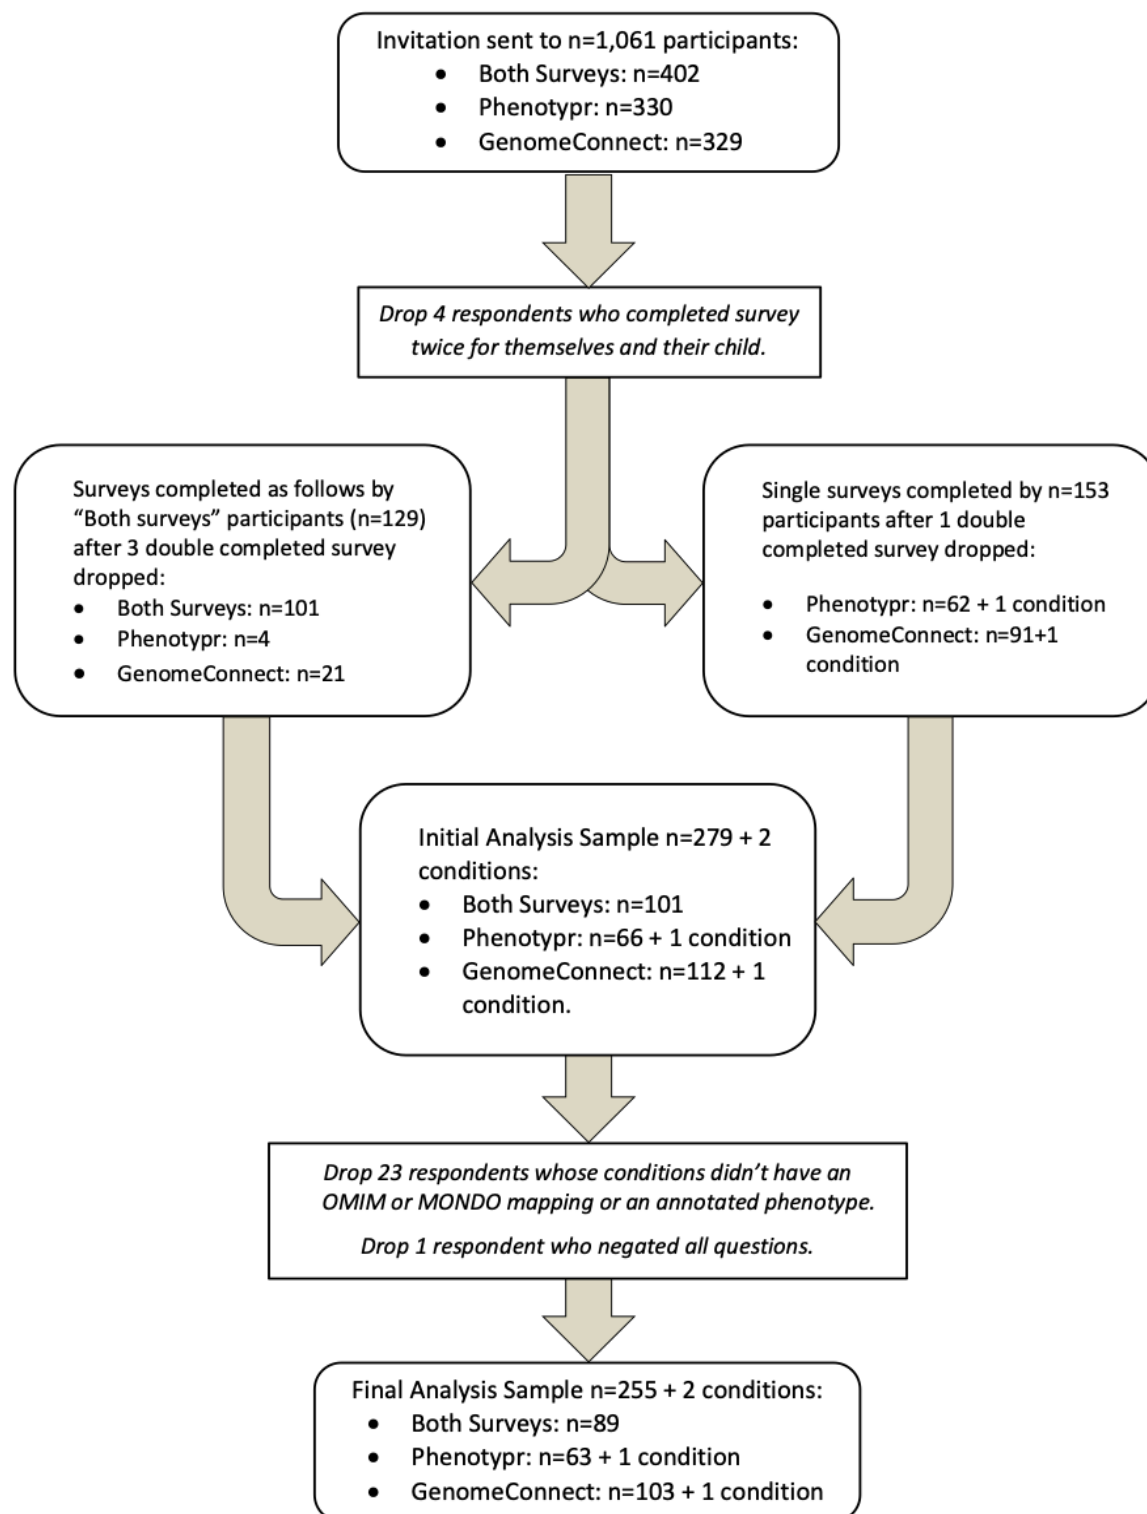 Invitation sent to n=1,061 participants:
• Both Surveys: n=402
• Phenotypr: n=330
• GenomeConnect: n=329
Drop 4 respondents who completed survey
twice for themselves and their child.
Surveys completed as follows by
“Both surveys” participants (n=129)
after 3 double completed survey
dropped:
• Both Surveys: n=101
• Phenotypr: n=4
• GenomeConnect: n=21
Single surveys completed by n=153
participants after 1 double
completed survey dropped:
• Phenotypr: n=62 + 1 condition
• GenomeConnect: n=91+1
condition
Initial Analysis Sample n=279 + 2
conditions:
• Both Surveys: n=101
• Phenotypr: n=66 + 1 condition
• GenomeConnect: n=112 + 1
condition.
Drop 23 respondents whose conditions didn’t have an
OMIM or MONDO mapping or an annotated phenotype.
Drop 1 respondent who negated all questions.
Final Analysis Sample n=255 + 2 conditions:
• Both Surveys: n=89
• Phenotypr: n=63 + 1 condition
• GenomeConnect: n=103 + 1 condition